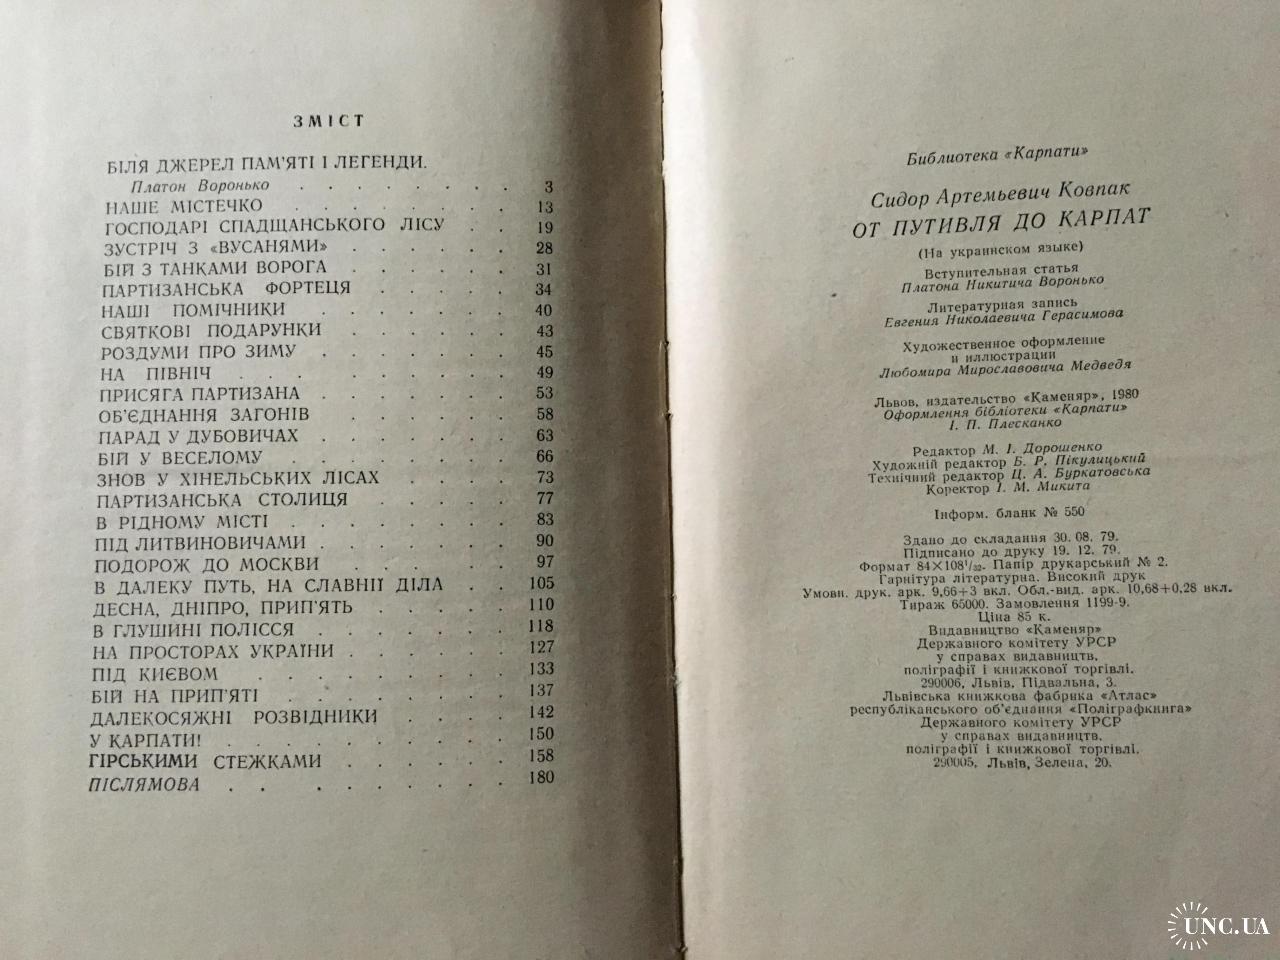 ЗМІСТ
БІЛЯ ДЖЕРЕЛ ПАМ'ЯТІ І ЛЕГЕНДИ.
Платон Воронько . . . . . . . . 3
НАШЕ МІСТЕЧКО . . . . . . . 13
ГОСПОДАРІ СПАДЩАНСЬКОГО ЛІСУ . . 19
ЗУСТРІЧ З «ВУСАНЯМИ» . . . . . 28
БІЙ З ТАНКАМИ ВОРОГА . . . . . 31
ПАРТИЗАНСЬКА ФОРТЕЦЯ . . . . . 34
НАШІ ПОМІЧНИКИ . . . . . . 40
СВЯТКОВІ ПОДАРУНКИ . . . . . 43
РОЗДУМИ ПРО ЗИМУ . . . . . . 45
НА ПІВНІЧ . . . . . . . . 49
ПРИСЯГА ПАРТИЗАНА . . . . . . 53
ОБ'ЄДНАННЯ ЗАГОНІВ . . . . . . 58
ПАРАД У ДУБОВИЧАХ . . . . . . 63
БІЙ У ВЕСЕЛОМУ . . . . . . . 66
ЗНОВ У ХІНЕЛЬСЬКИХ ЛІСАХ . . . . 73
ПАРТИЗАНСЬКА СТОЛИЦЯ . . . . . 77
В РІДНОМУ МІСТІ . . . . . . . 83
ПІД ЛИТВИНОВИЧАМИ . . . . . . 90
ПОДОРОЖ ДО МОСКВИ . . . . . . 97
В ДАЛЕКУ ПУТЬ, НА СЛАВНІЇ ДІЛА . . 105
ДЕСНА, ДНІПРО, ПРИП'ЯТЬ . . . . . 110
В ГЛУШИНІ ПОЛІССЯ . . . . . . 118
НА ПРОСТОРАХ УКРАЇНИ . . . . . 127
ПІД КИЄВОМ . . . . . . . . 133
БІЙ НА ПРИП'ЯТІ . . . . . . . 137
ДАЛЕКОСЯЖНІ РОЗВІДНИКИ . . . . 142
У КАРПАТИ! . . . . . . . . . 150
ГІРСЬКИМИ СТЕЖКАМИ . . . . . . 158
ПІСЛЯМОВА . . . . . . . . . 180
Библиотека «Карпати»
Сидор Артемьевич Ковпак
ОТ ПУТИВЛЯ ДО КАРПАТ
(На украинском языке)
Вступительная статья
Платона Никитича Воронько
Литературная запись
Евгения Николаевича Герасимова
Художественное оформление
и иллюстрации
Любомира Мирославовича Медведя
Львов, издательство «Каменяр», 1980
Оформлення бібліотеки «Карпати»
І. П. Плесканко
Редактор М. І. Дорошенко
Художній редактор Б. Р. Пікулицький
Технічний редактор Ц. А. Буркатовська
Коректор І. М. Микита
Інформ. бланк № 550
Здано до складання 30. 08. 79.
Підписано до друку 19. 12. 79.
Формат 84×108¹/₃₂. Папір друкарський № 2.
Гарнітура літературна. Високий друк
Умовн. друк. арк. 9,66+3 вкл. Обл.-вид. арк. 10,68+0,28 вкл.
Тираж 65000. Замовлення 1199-9.
Ціна 85 к.
Видавництво «Каменяр»
Державного комітету УРСР
у справах видавництв,
поліграфії і книжкової торгівлі.
290006, Львів, Підвальна, 3.
Львівська книжкова фабрика «Атлас»
республіканського об'єднання «Поліграфкнига»
Державного комітету УРСР
у справах видавництв,
поліграфії і книжкової торгівлі.
290005, Львів, Зелена, 20.
UNC.UA